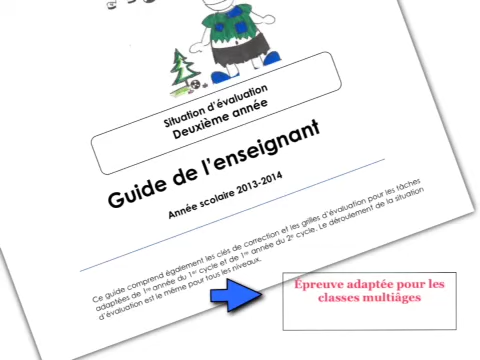 Situation d'évaluation
Deuxième année
Guide de l'enseignant
Année scolaire 2013-2014
Ce guide comprend également les clés de correction et les grilles d'évaluation pour les tâches
adaptées de 1re année du 1er cycle et de 1re année du 2e cycle. Le déroulement de la situation
d'évaluation est le même pour tous les niveaux.
Épreuve adaptée pour les
classes multiâges